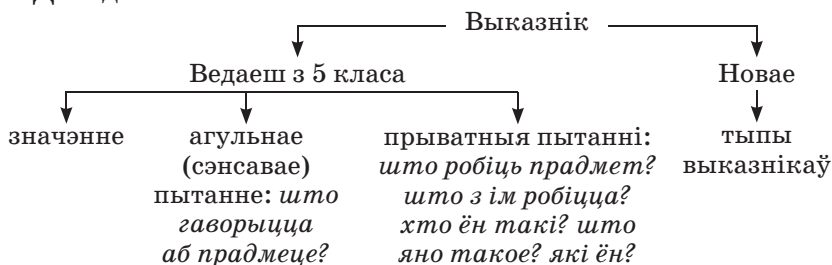 Выказнік
Ведаеш з 5 класа Новае
значэнне агульнае прыватныя пытанні: тыпы
(сэнсавае) што робіць прадмет? выказнікаў
пытанне: што што з ім робіцца?
гаворыцца хто ён такі? што
аб прадмеце? яно такое? які ён?